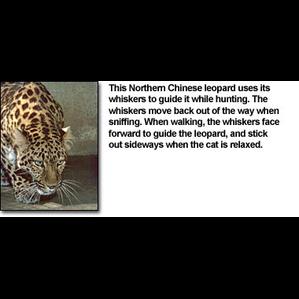 This Northern Chinese leopard uses its
whiskers to guide it while hunting. The
whiskers move back out of the way when
sniffing. When walking, the whiskers face
forward to guide the leopard, and stick
out sideways when the cat is relaxed.